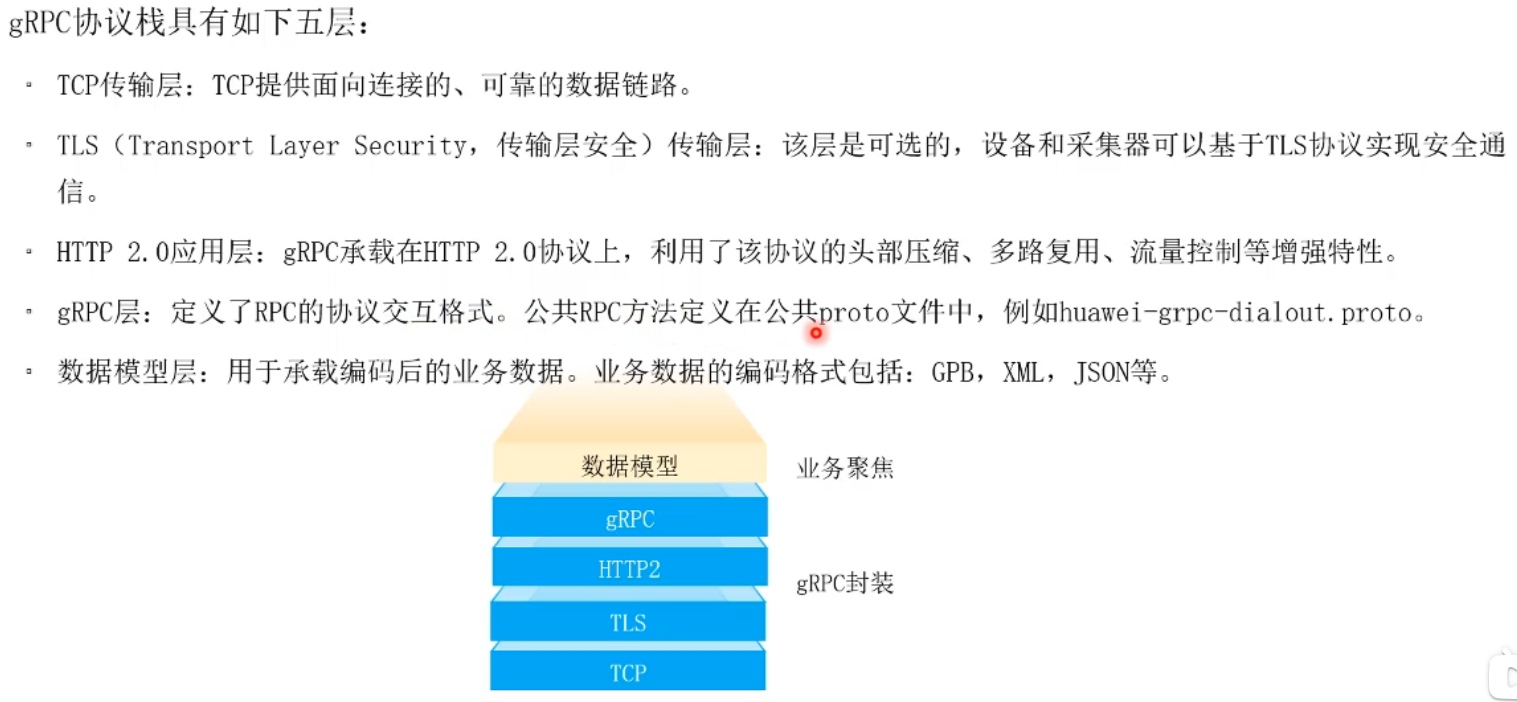 gRPC协议栈具有如下五层：
▫ TCP传输层：TCP提供面向连接的、可靠的数据链路。
▫ TLS（Transport Layer Security，传输层安全）传输层：该层是可选的，设备和采集器可以基于TLS协议实现安全通
信。
▫ HTTP 2.0应用层：gRPC承载在HTTP 2.0协议上，利用了该协议的头部压缩、多路复用、流量控制等增强特性。
▫ gRPC层：定义了RPC的协议交互格式。公共RPC方法定义在公共proto文件中，例如huawei-grpc-dialout.proto。
▫ 数据模型层：用于承载编码后的业务数据。业务数据的编码格式包括：GPB，XML，JSON等。
数据模型 业务聚焦
gRPC
HTTP2
gRPC封装
TLS
TCP